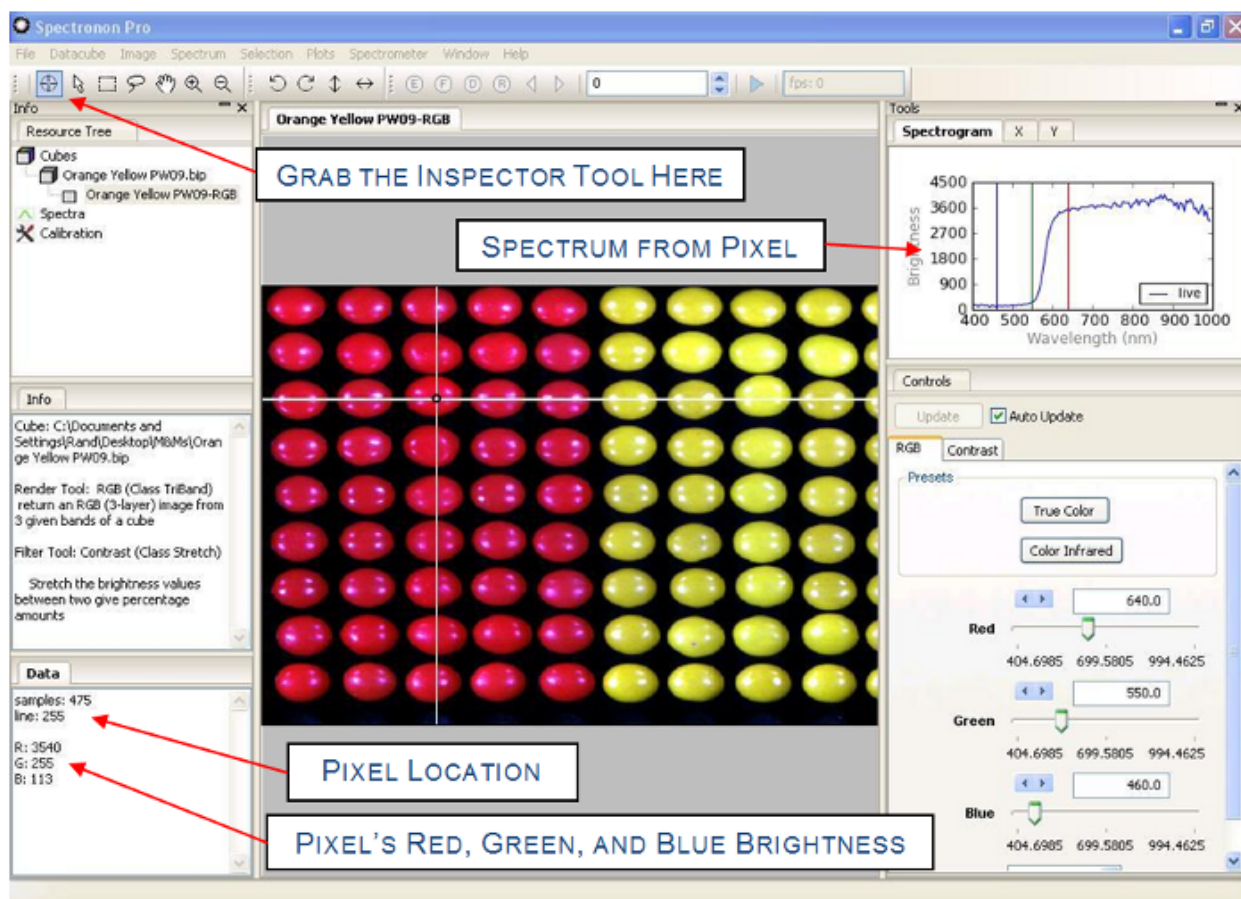 Spectronon Pro
File Datacube Image Spectrum Selection Plots Spectrometer Window Help
E F D R 0 fps: 0
Info
Resource Tree
Cubes
Orange Yellow PW09.bip
Orange Yellow PW09-RGB
Spectra
Calibration
Info
Cube: C:\Documents and
Settings\Rand\Desktop\M&Ms\Oran
ge Yellow PW09.bip
Render Tool: RGB (Class TriBand)
return an RGB (3-layer) image from
3 given bands of a cube
Filter Tool: Contrast (Class Stretch)
Stretch the brightness values
between two give percentage
amounts
Data
samples: 475
line: 255
R: 3540
G: 255
B: 113
Orange Yellow PW09-RGB
GRAB THE INSPECTOR TOOL HERE
SPECTRUM FROM PIXEL
PIXEL LOCATION
PIXEL'S RED, GREEN, AND BLUE BRIGHTNESS
Tools
Spectrogram X Y
4500
3600
2700
1800
900
0
Brightness
live
400 500 600 700 800 900 1000
Wavelength (nm)
Controls
Update Auto Update
RGB Contrast
Presets
True Color
Color Infrared
640.0
Red
404.6985 699.5805 994.4625
550.0
Green
404.6985 699.5805 994.4625
460.0
Blue
404.6985 699.5805 994.4625